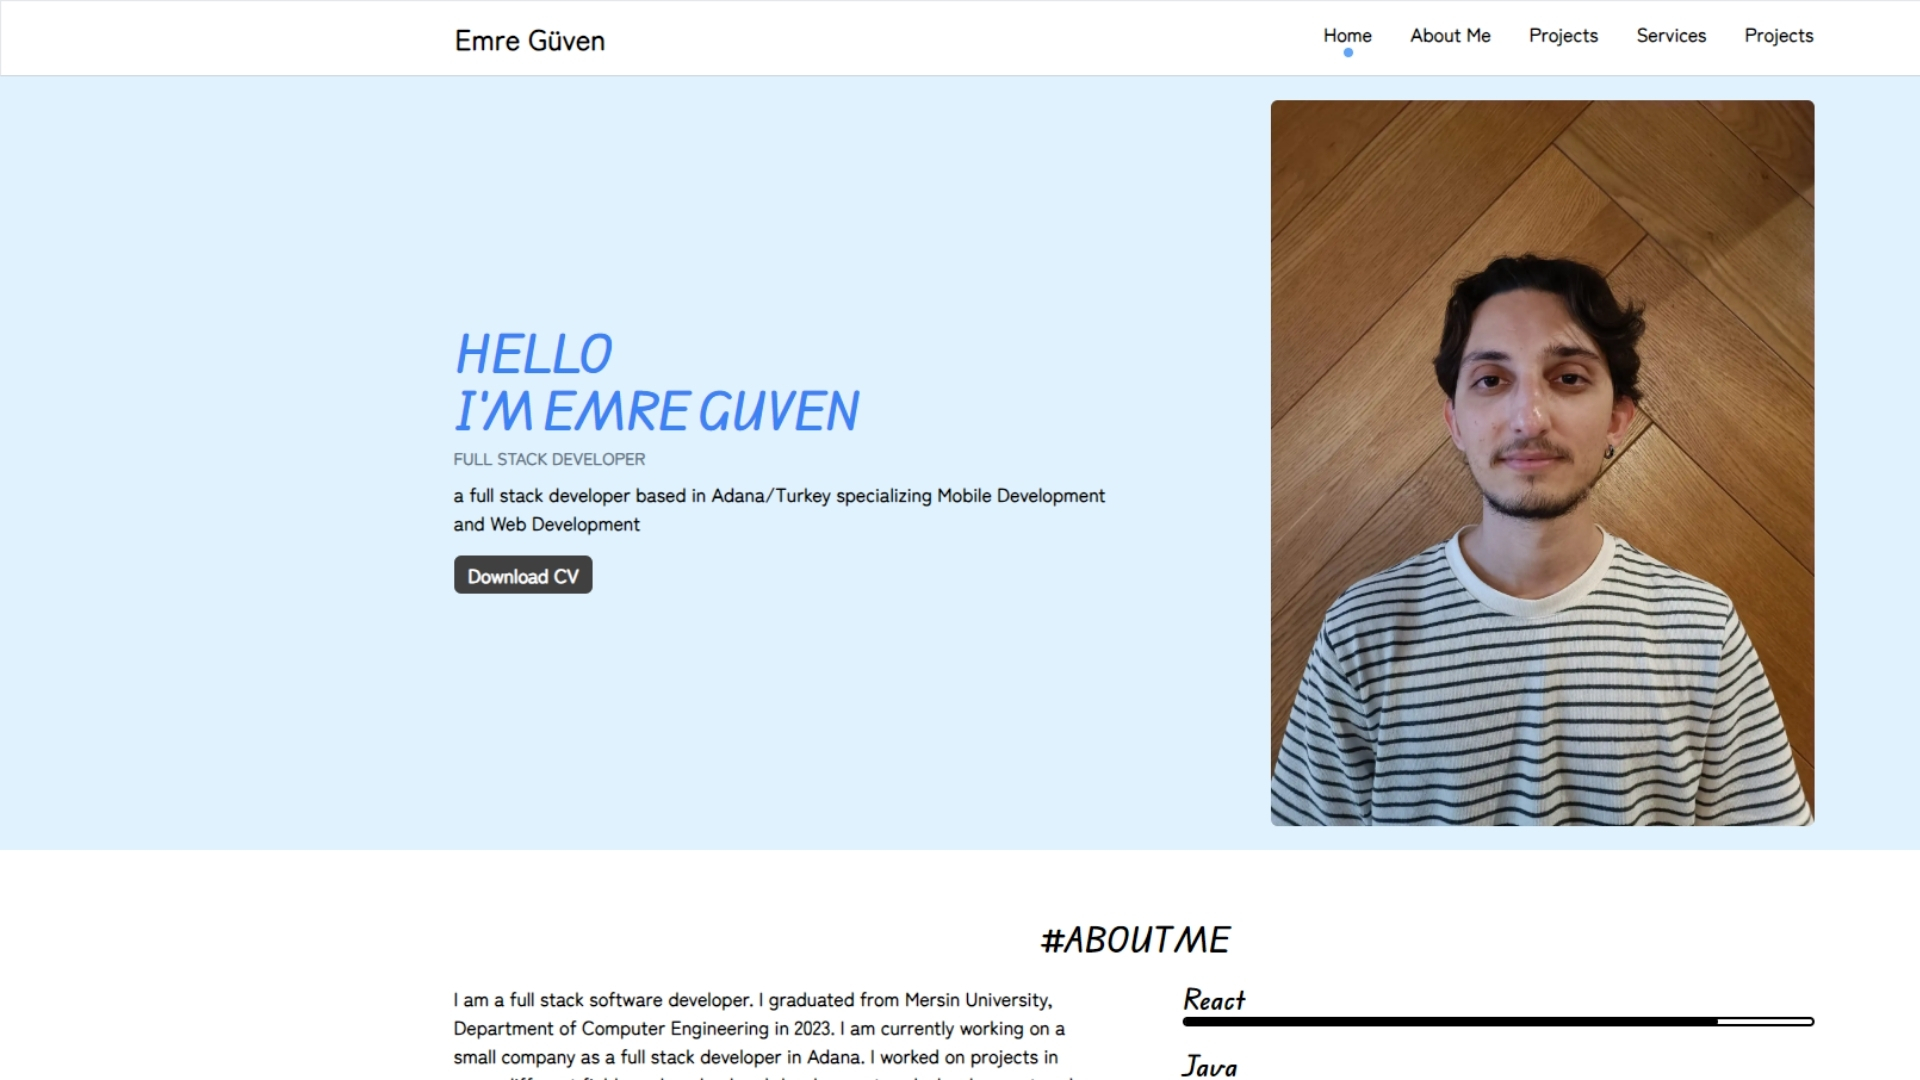 Emre Güven
Home
About Me
Projects
Services
Projects
HELLO
I'M EMRE GUVEN
FULL STACK DEVELOPER
a full stack developer based in Adana/Turkey specializing Mobile Development
and Web Development
Download CV
#ABOUTME
I am a full stack software developer. I graduated from Mersin University,
Department of Computer Engineering in 2023. I am currently working on a
small company as a full stack developer in Adana. I worked on projects in
React
Java